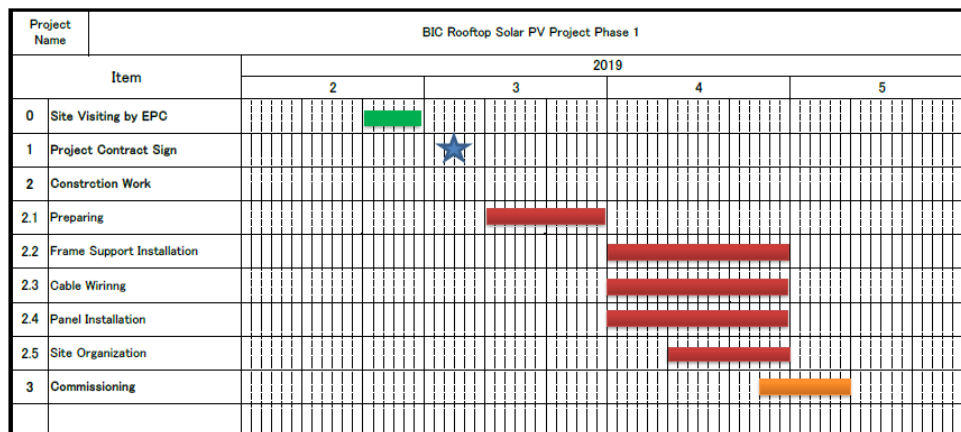 Project
Name
BIC Rooftop Solar PV Project Phase 1
Item
2019
2 3 4 5
0 Site Visiting by EPC
1 Project Contract Sign
2 Constrction Work
2.1 Preparing
2.2 Frame Support Installation
2.3 Cable Wirinng
2.4 Panel Installation
2.5 Site Organization
3 Commissioning